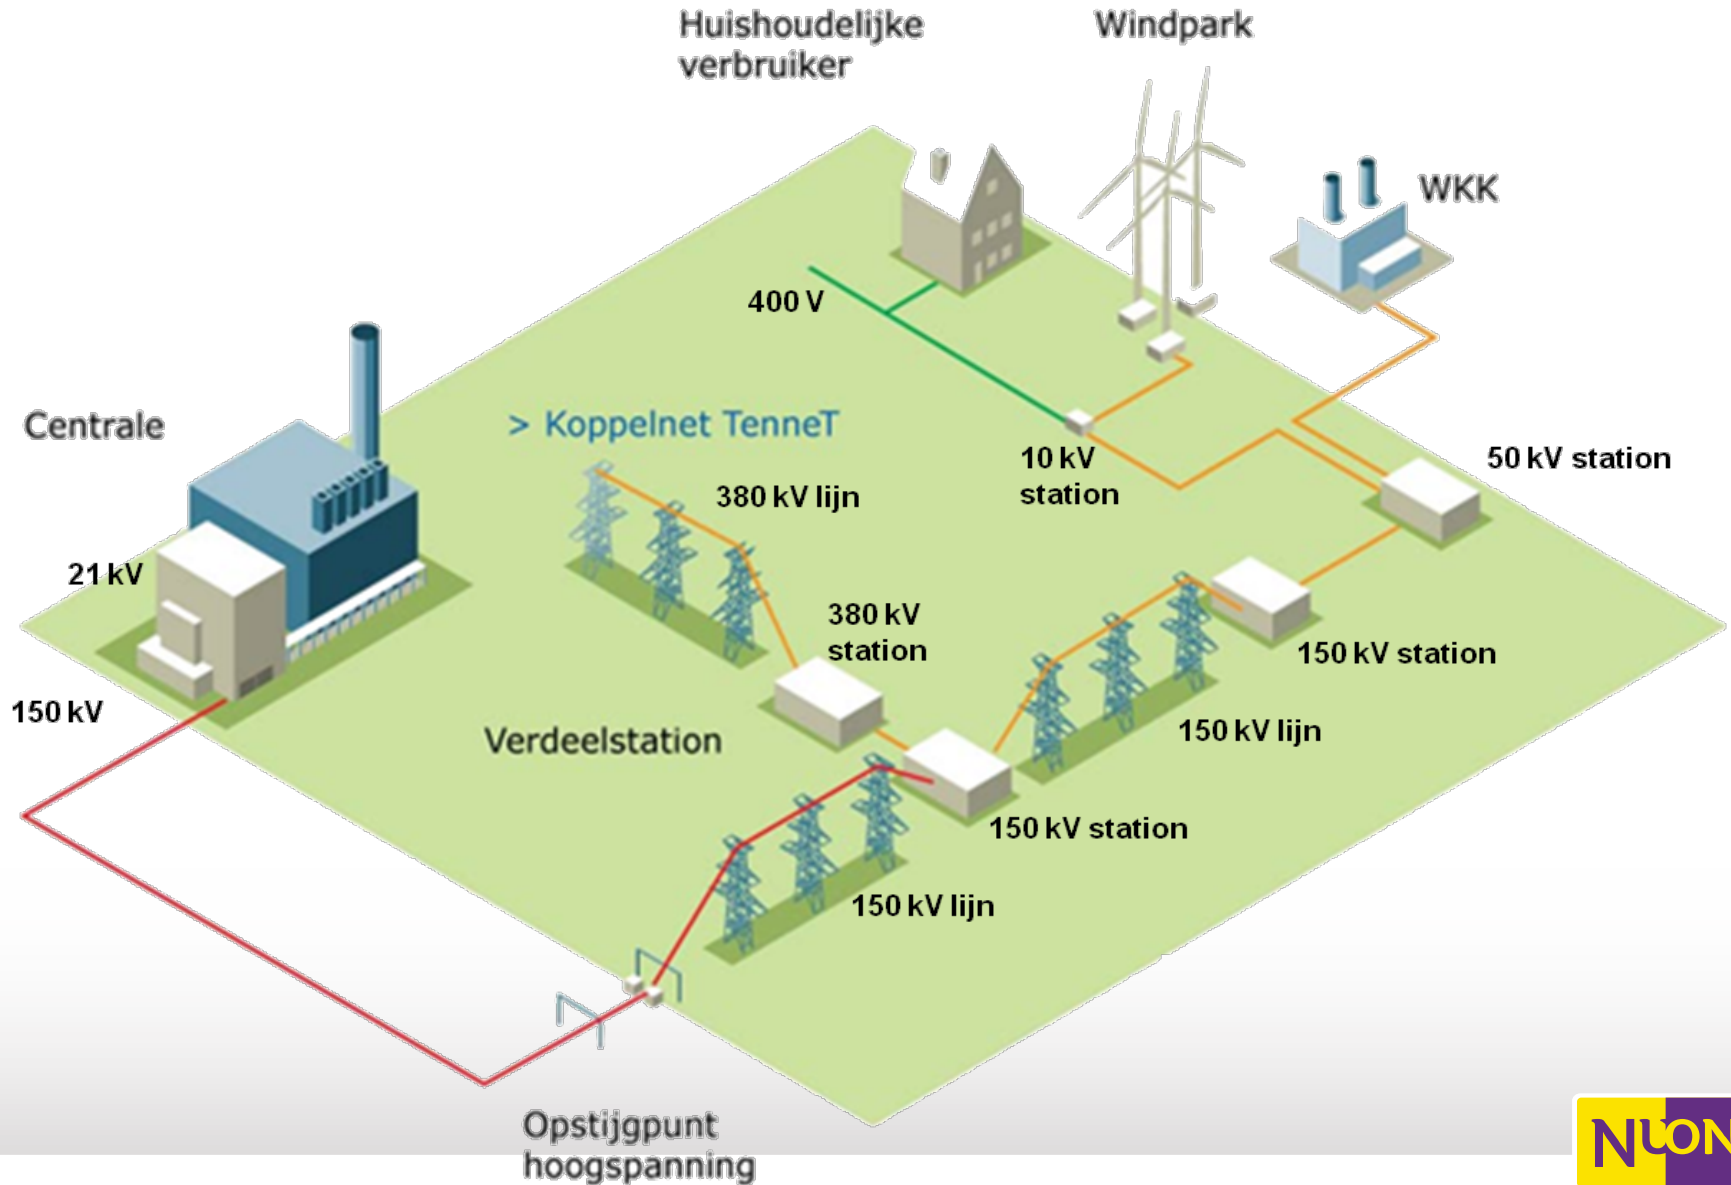 Huishoudelijke
verbruiker
Windpark
WKK
400 V
Centrale
> Koppelnet TenneT
380 kV lijn
10 kV
station
50 kV station
21 kV
380 kV
station
150 kV station
150 kV
Verdeelstation
150 kV lijn
150 kV station
150 kV lijn
Opstijgpunt
hoogspanning
NUON